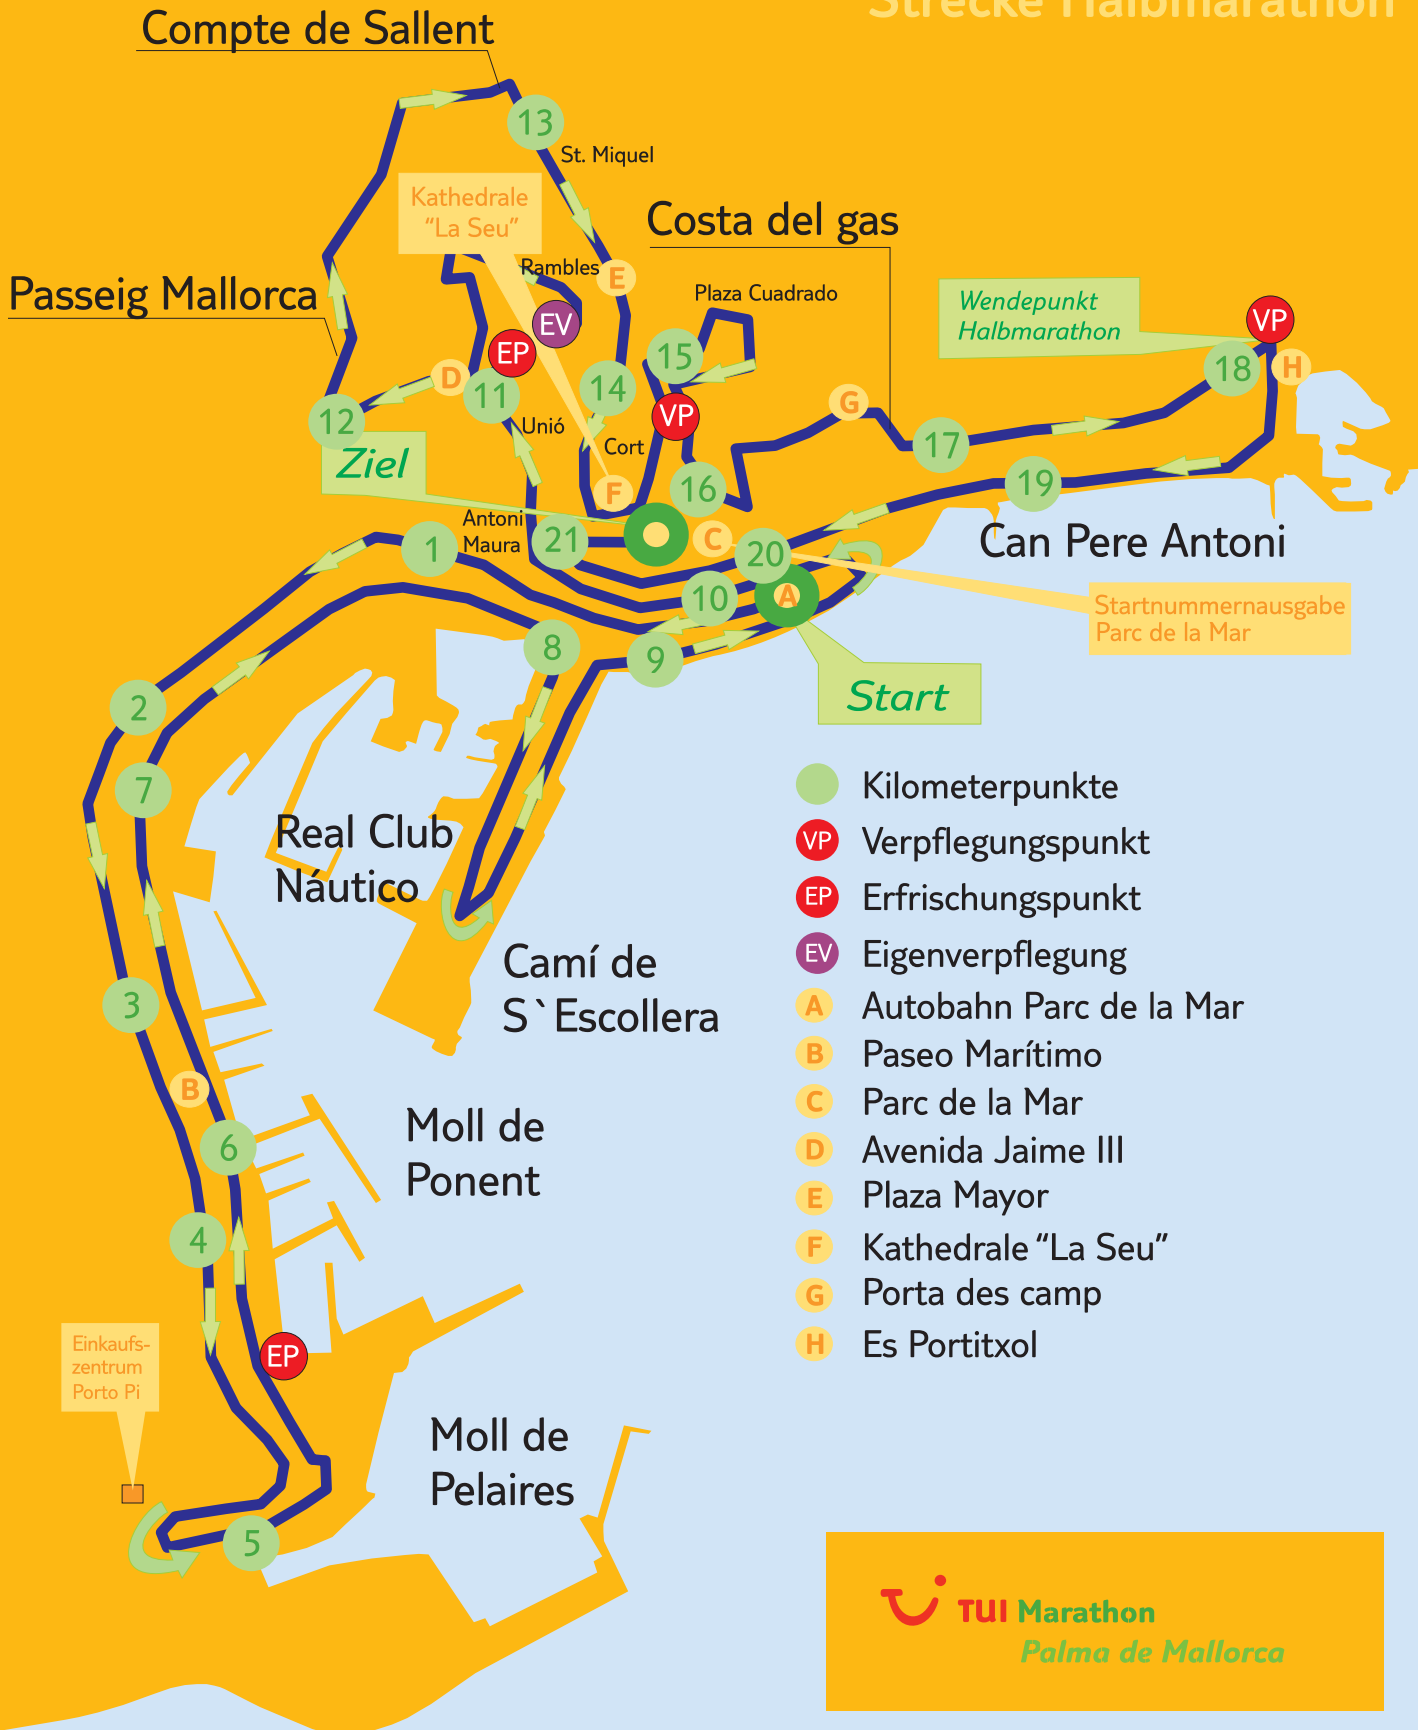 Strecke Halbmarathon
Compte de Sallent
13
St. Miquel
Kathedrale
“La Seu”
Costa del gas
Rambles
E
Plaza Cuadrado
Passeig Mallorca
Wendepunkt
Halbmarathon
VP
EV
EP
15
18
H
D
11
14
12
VP
G
Unió
Cort
17
Ziel
F
16
19
Antoni
Maura
1
21
C
20
Can Pere Antoni
10
A
Startnummernausgabe
Parc de la Mar
8
9
Start
2
7
Real Club
Náutico
Camí de
S`Escollera
3
B
Moll de
Ponent
6
4
EP
Einkaufs-
zentrum
Porto Pi
Moll de
Pelaires
5
Kilometerpunkte
VP Verpflegungspunkt
EP Erfrischungspunkt
EV Eigenverpflegung
A Autobahn Parc de la Mar
B Paseo Marítimo
C Parc de la Mar
D Avenida Jaime III
E Plaza Mayor
F Kathedrale “La Seu”
G Porta des camp
H Es Portitxol
TUI Marathon
Palma de Mallorca